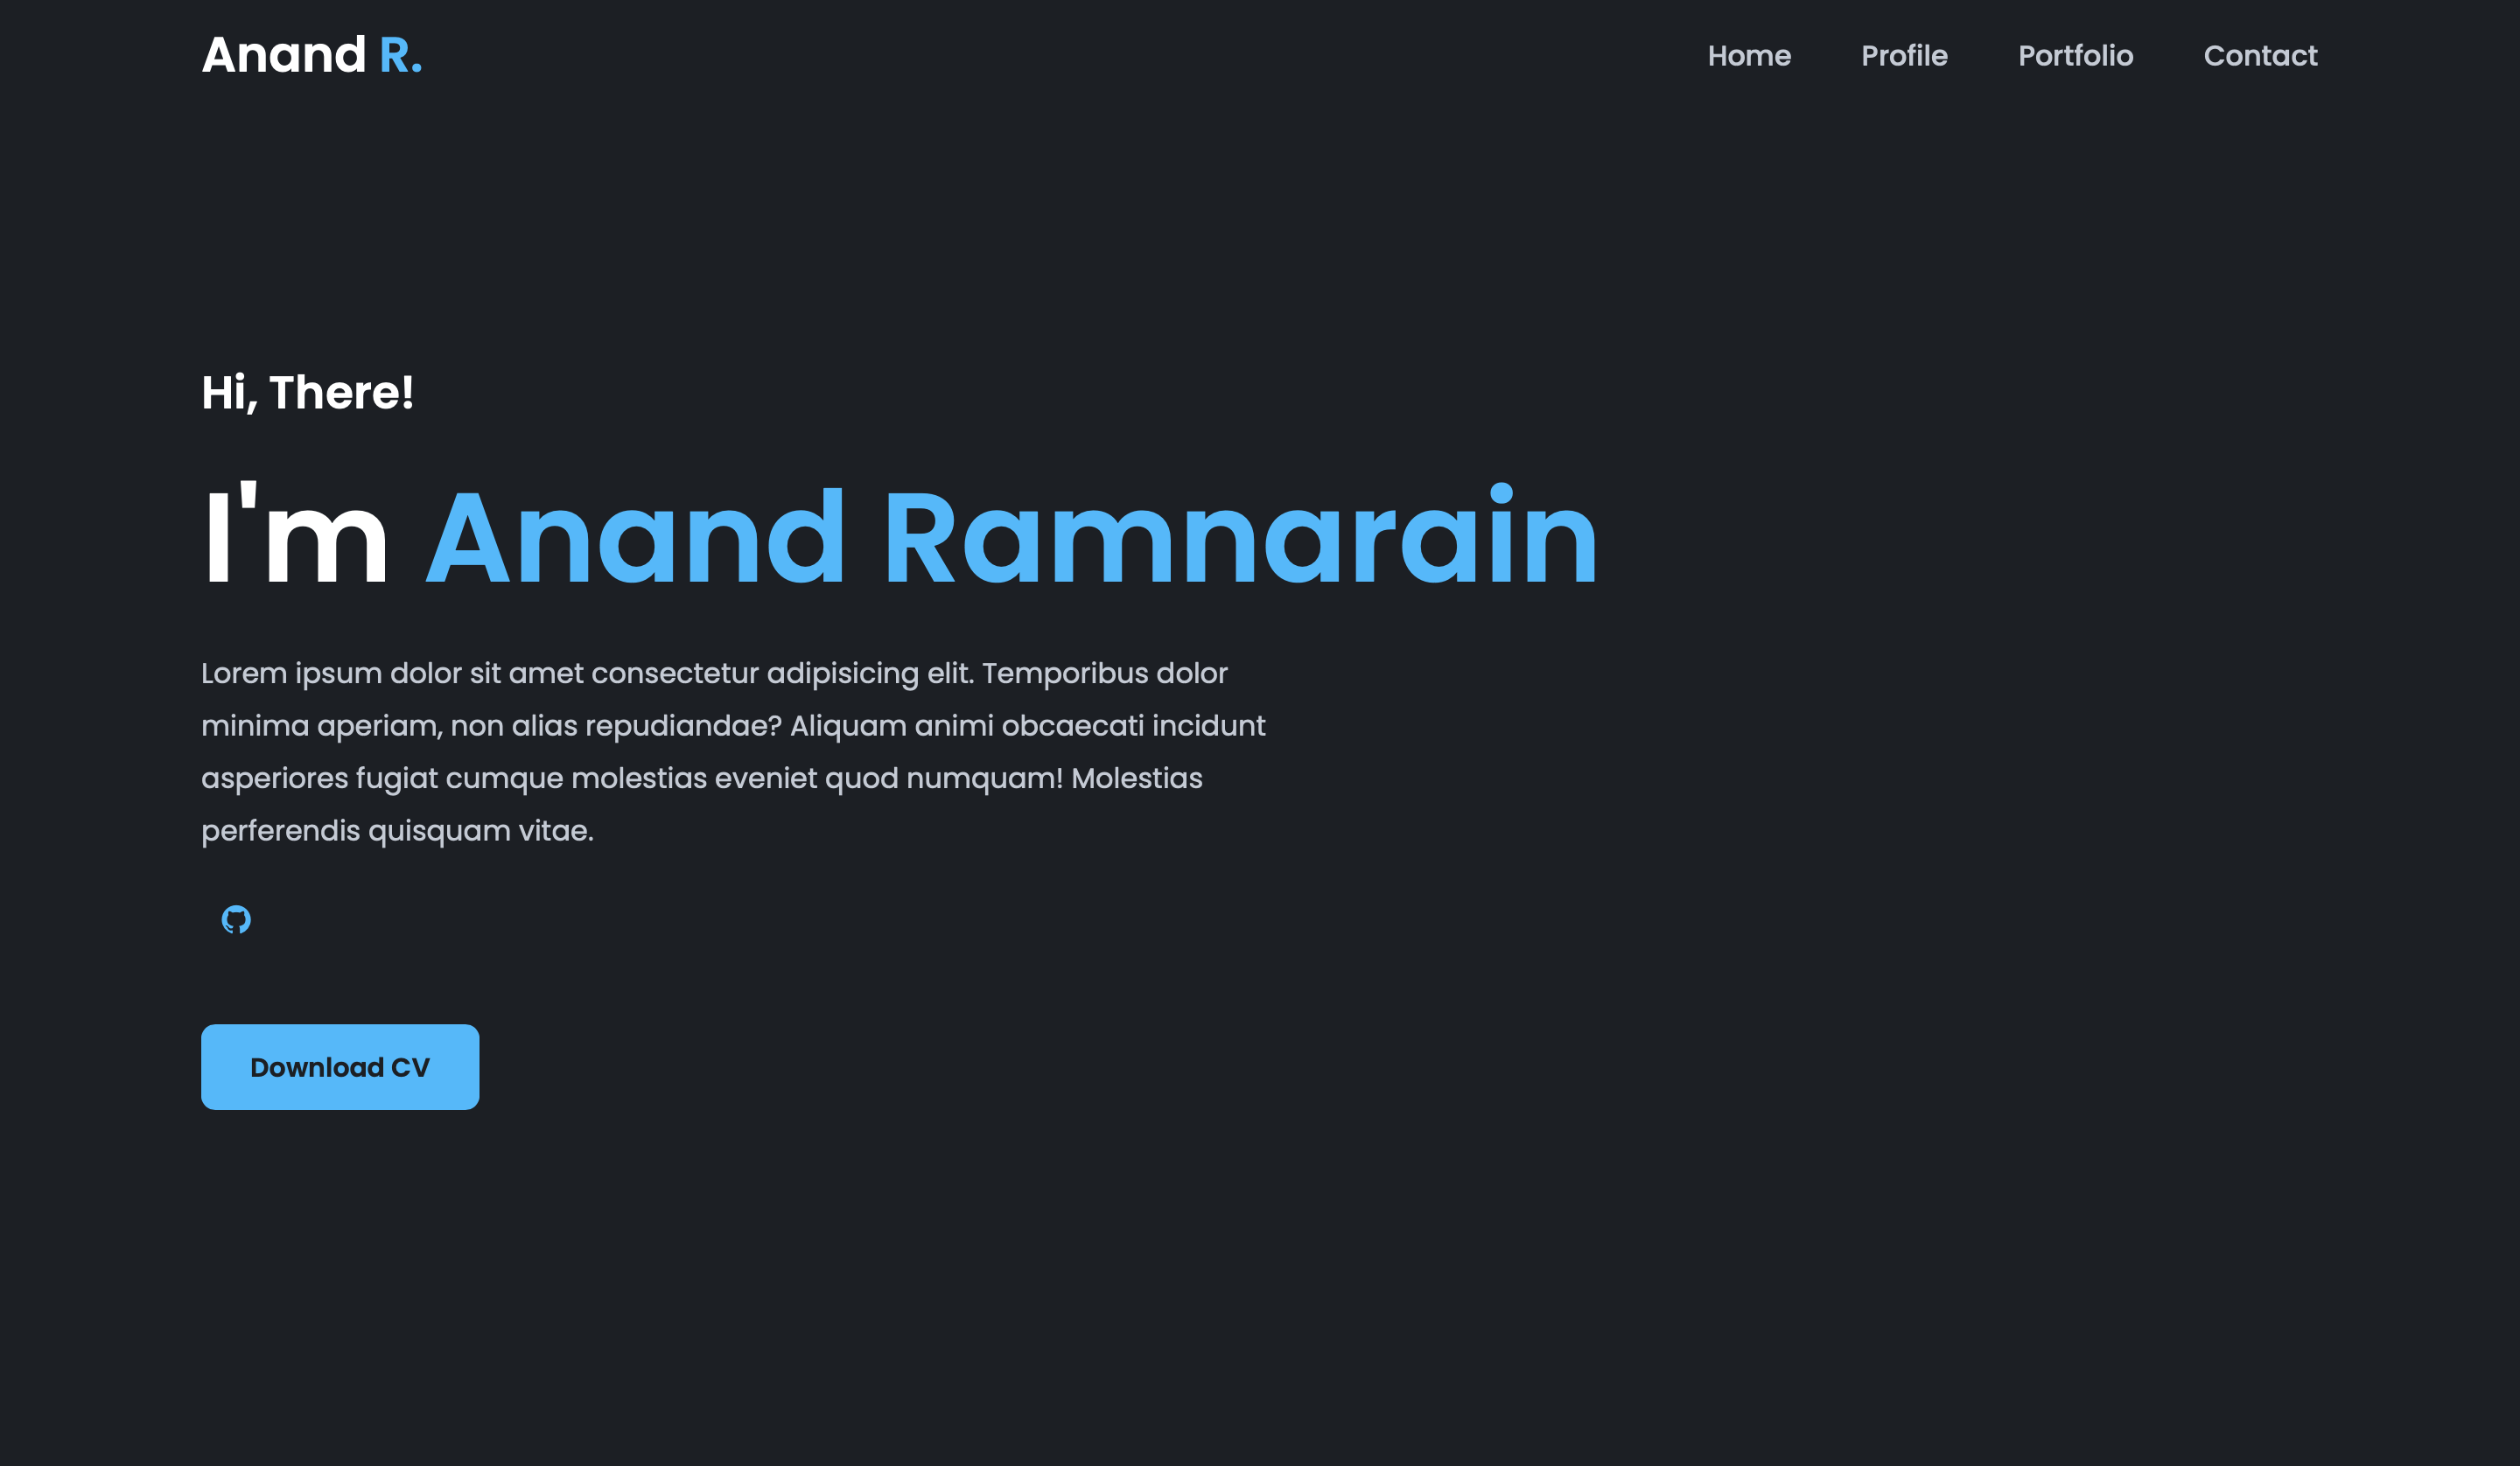 Anand R.
Home Profile Portfolio Contact
Hi, There!
I'm Anand Ramnarain
Lorem ipsum dolor sit amet consectetur adipisicing elit. Temporibus dolor
minima aperiam, non alias repudiandae? Aliquam animi obcaecati incidunt
asperiores fugiat cumque molestias eveniet quod numquam! Molestias
perferendis quisquam vitae.
Download CV